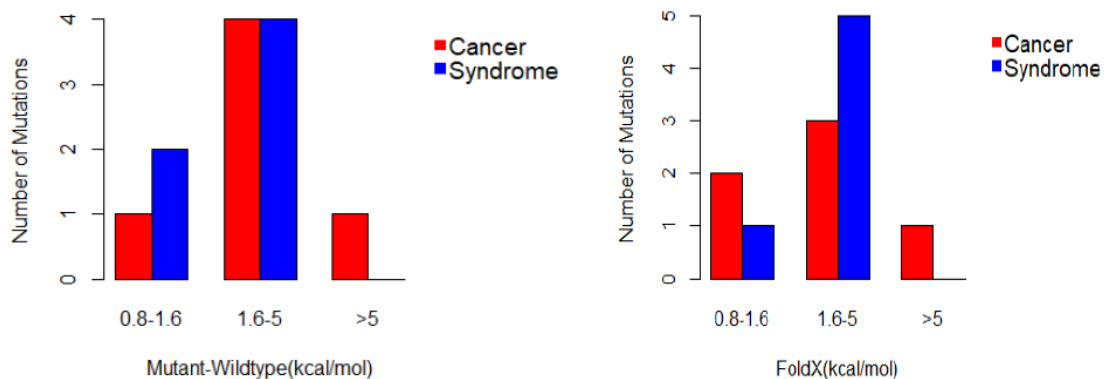 Number of Mutations
4
3
2
1
0
Cancer
Syndrome
0.8-1.6 1.6-5 >5
Mutant-Wildtype(kcal/mol)
Number of Mutations
5
4
3
2
1
0
Cancer
Syndrome
0.8-1.6 1.6-5 >5
FoldX(kcal/mol)